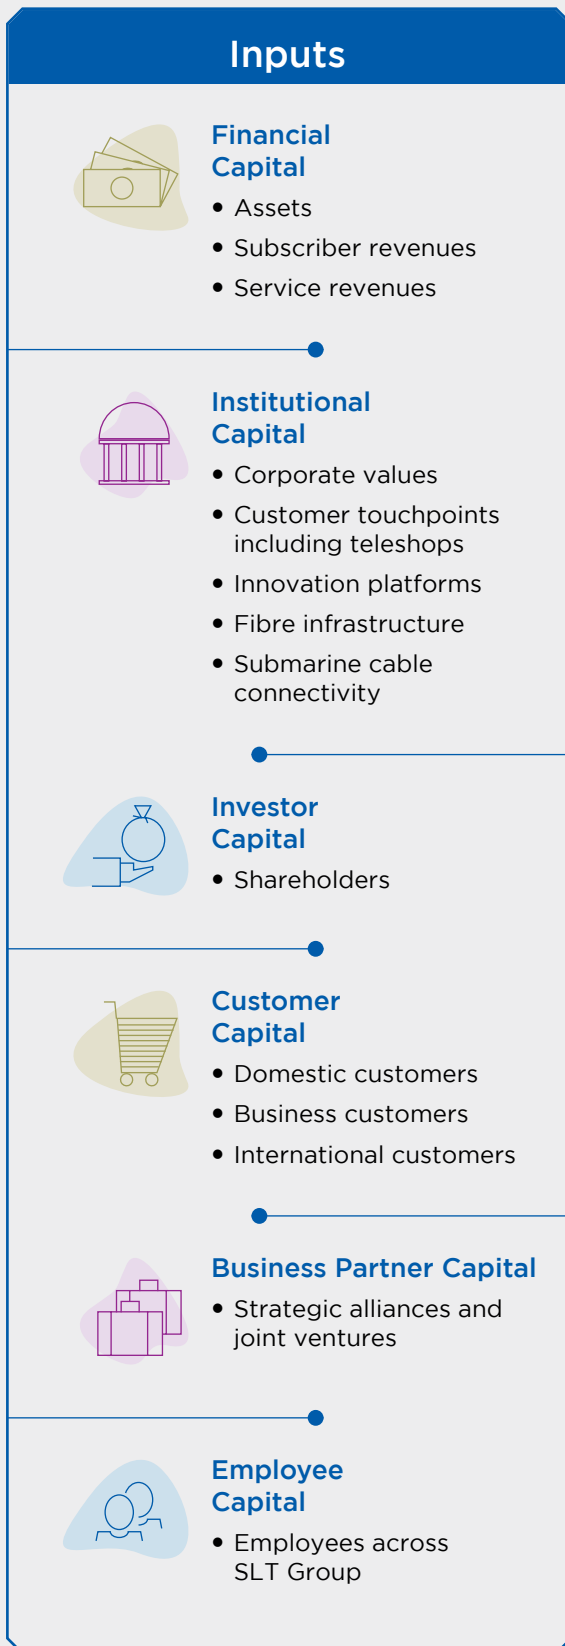 Inputs
Financial
Capital
• Assets
• Subscriber revenues
• Service revenues
Institutional
Capital
• Corporate values
• Customer touchpoints
including teleshops
• Innovation platforms
• Fibre infrastructure
• Submarine cable
connectivity
Investor
Capital
• Shareholders
Customer
Capital
• Domestic customers
• Business customers
• International customers
Business Partner Capital
• Strategic alliances and
joint ventures
Employee
Capital
• Employees across
SLT Group